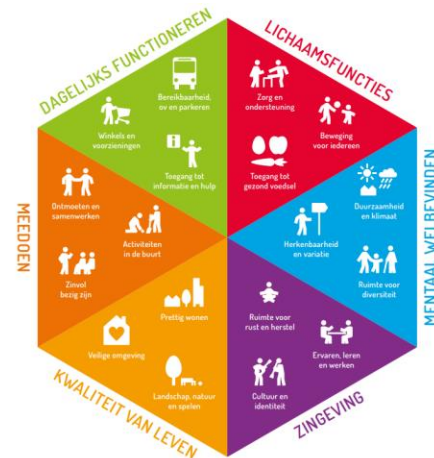 DAGELIJKS FUNCTIONEREN
Bereikbaarheid,
ov en parkeren
Winkels en
voorzieningen
Toegang tot
informatie en hulp
LICHAAMSFUNCTIES
Zorg en
ondersteuning
Beweging
voor iedereen
Toegang tot
gezond voedsel
MENTAAL WELBEVINDEN
Duurzaamheid
en klimaat
Herkenbaarheid
en variatie
Ruimte voor
diversiteit
ZINGEVING
Ruimte voor
rust en herstel
Ervaren, leren
en werken
Cultuur en
identiteit
KWALITEIT VAN LEVEN
Prettig wonen
Veilige omgeving
Landschap, natuur
en spelen
MEEDOEN
Ontmoeten en
samenwerken
Activiteiten
in de buurt
Zinvol
bezig zijn